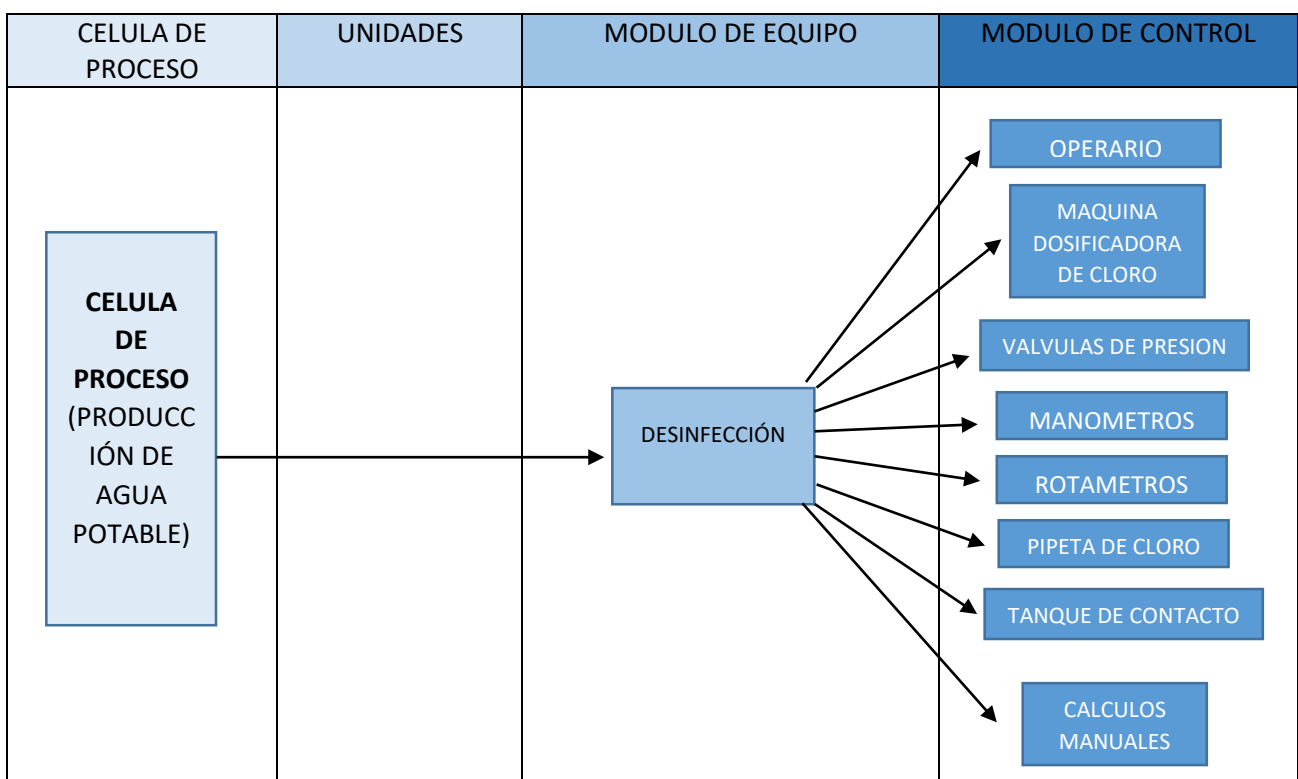 CELULA DE
PROCESO
UNIDADES
MODULO DE EQUIPO
MODULO DE CONTROL
CELULA
DE
PROCESO
(PRODUCC
IÓN DE
AGUA
POTABLE)
DESINFECCIÓN
OPERARIO
MAQUINA
DOSIFICADORA
DE CLORO
VALVULAS DE PRESION
MANOMETROS
ROTAMETROS
PIPETA DE CLORO
TANQUE DE CONTACTO
CALCULOS
MANUALES